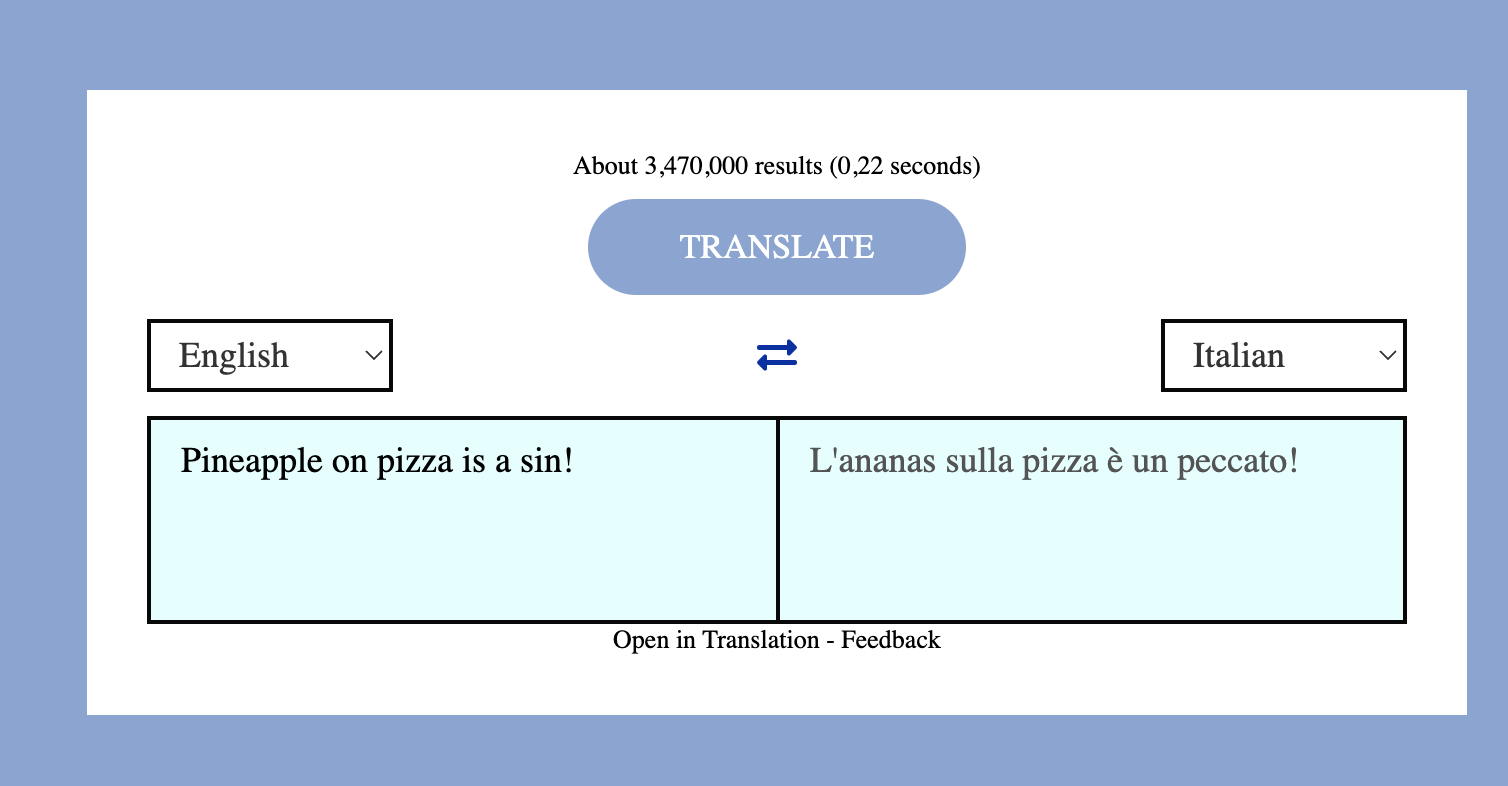 About 3,470,000 results (0,22 seconds)
TRANSLATE
English
Italian
Pineapple on pizza is a sin!
L'ananas sulla pizza è un peccato!
Open in Translation - Feedback